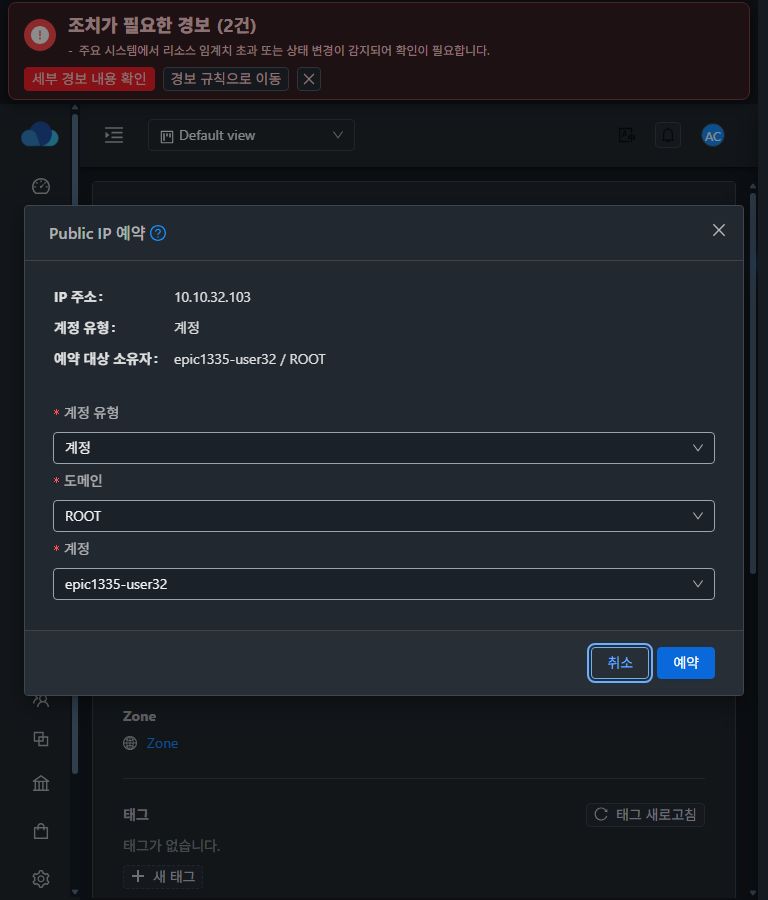 조치가 필요한 경보 (2건)
- 주요 시스템에서 리소스 임계치 초과 또는 상태 변경이 감지되어 확인이 필요합니다.
세부 경보 내용 확인 경보 규칙으로 이동
Default view AC
Public IP 예약
IP 주소: 10.10.32.103
계정 유형: 계정
예약 대상 소유자: epic1335-user32 / ROOT
* 계정 유형
계정
* 도메인
ROOT
* 계정
epic1335-user32
취소 예약
Zone
Zone
태그 태그 새로고침
태그가 없습니다.
+ 새 태그